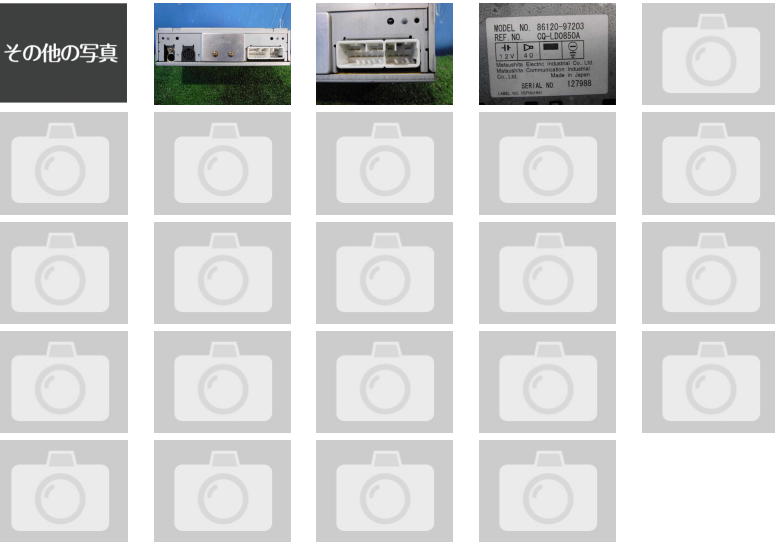 その他の写真
MODEL NO. 86120-97203
REF. NO. CQ-LD0850A
12V 4Ω
Matsushita Electric Industrial Co., Ltd.
Matsushita Communication Industrial
Co., Ltd. Made in Japan
SERIAL NO. 127988